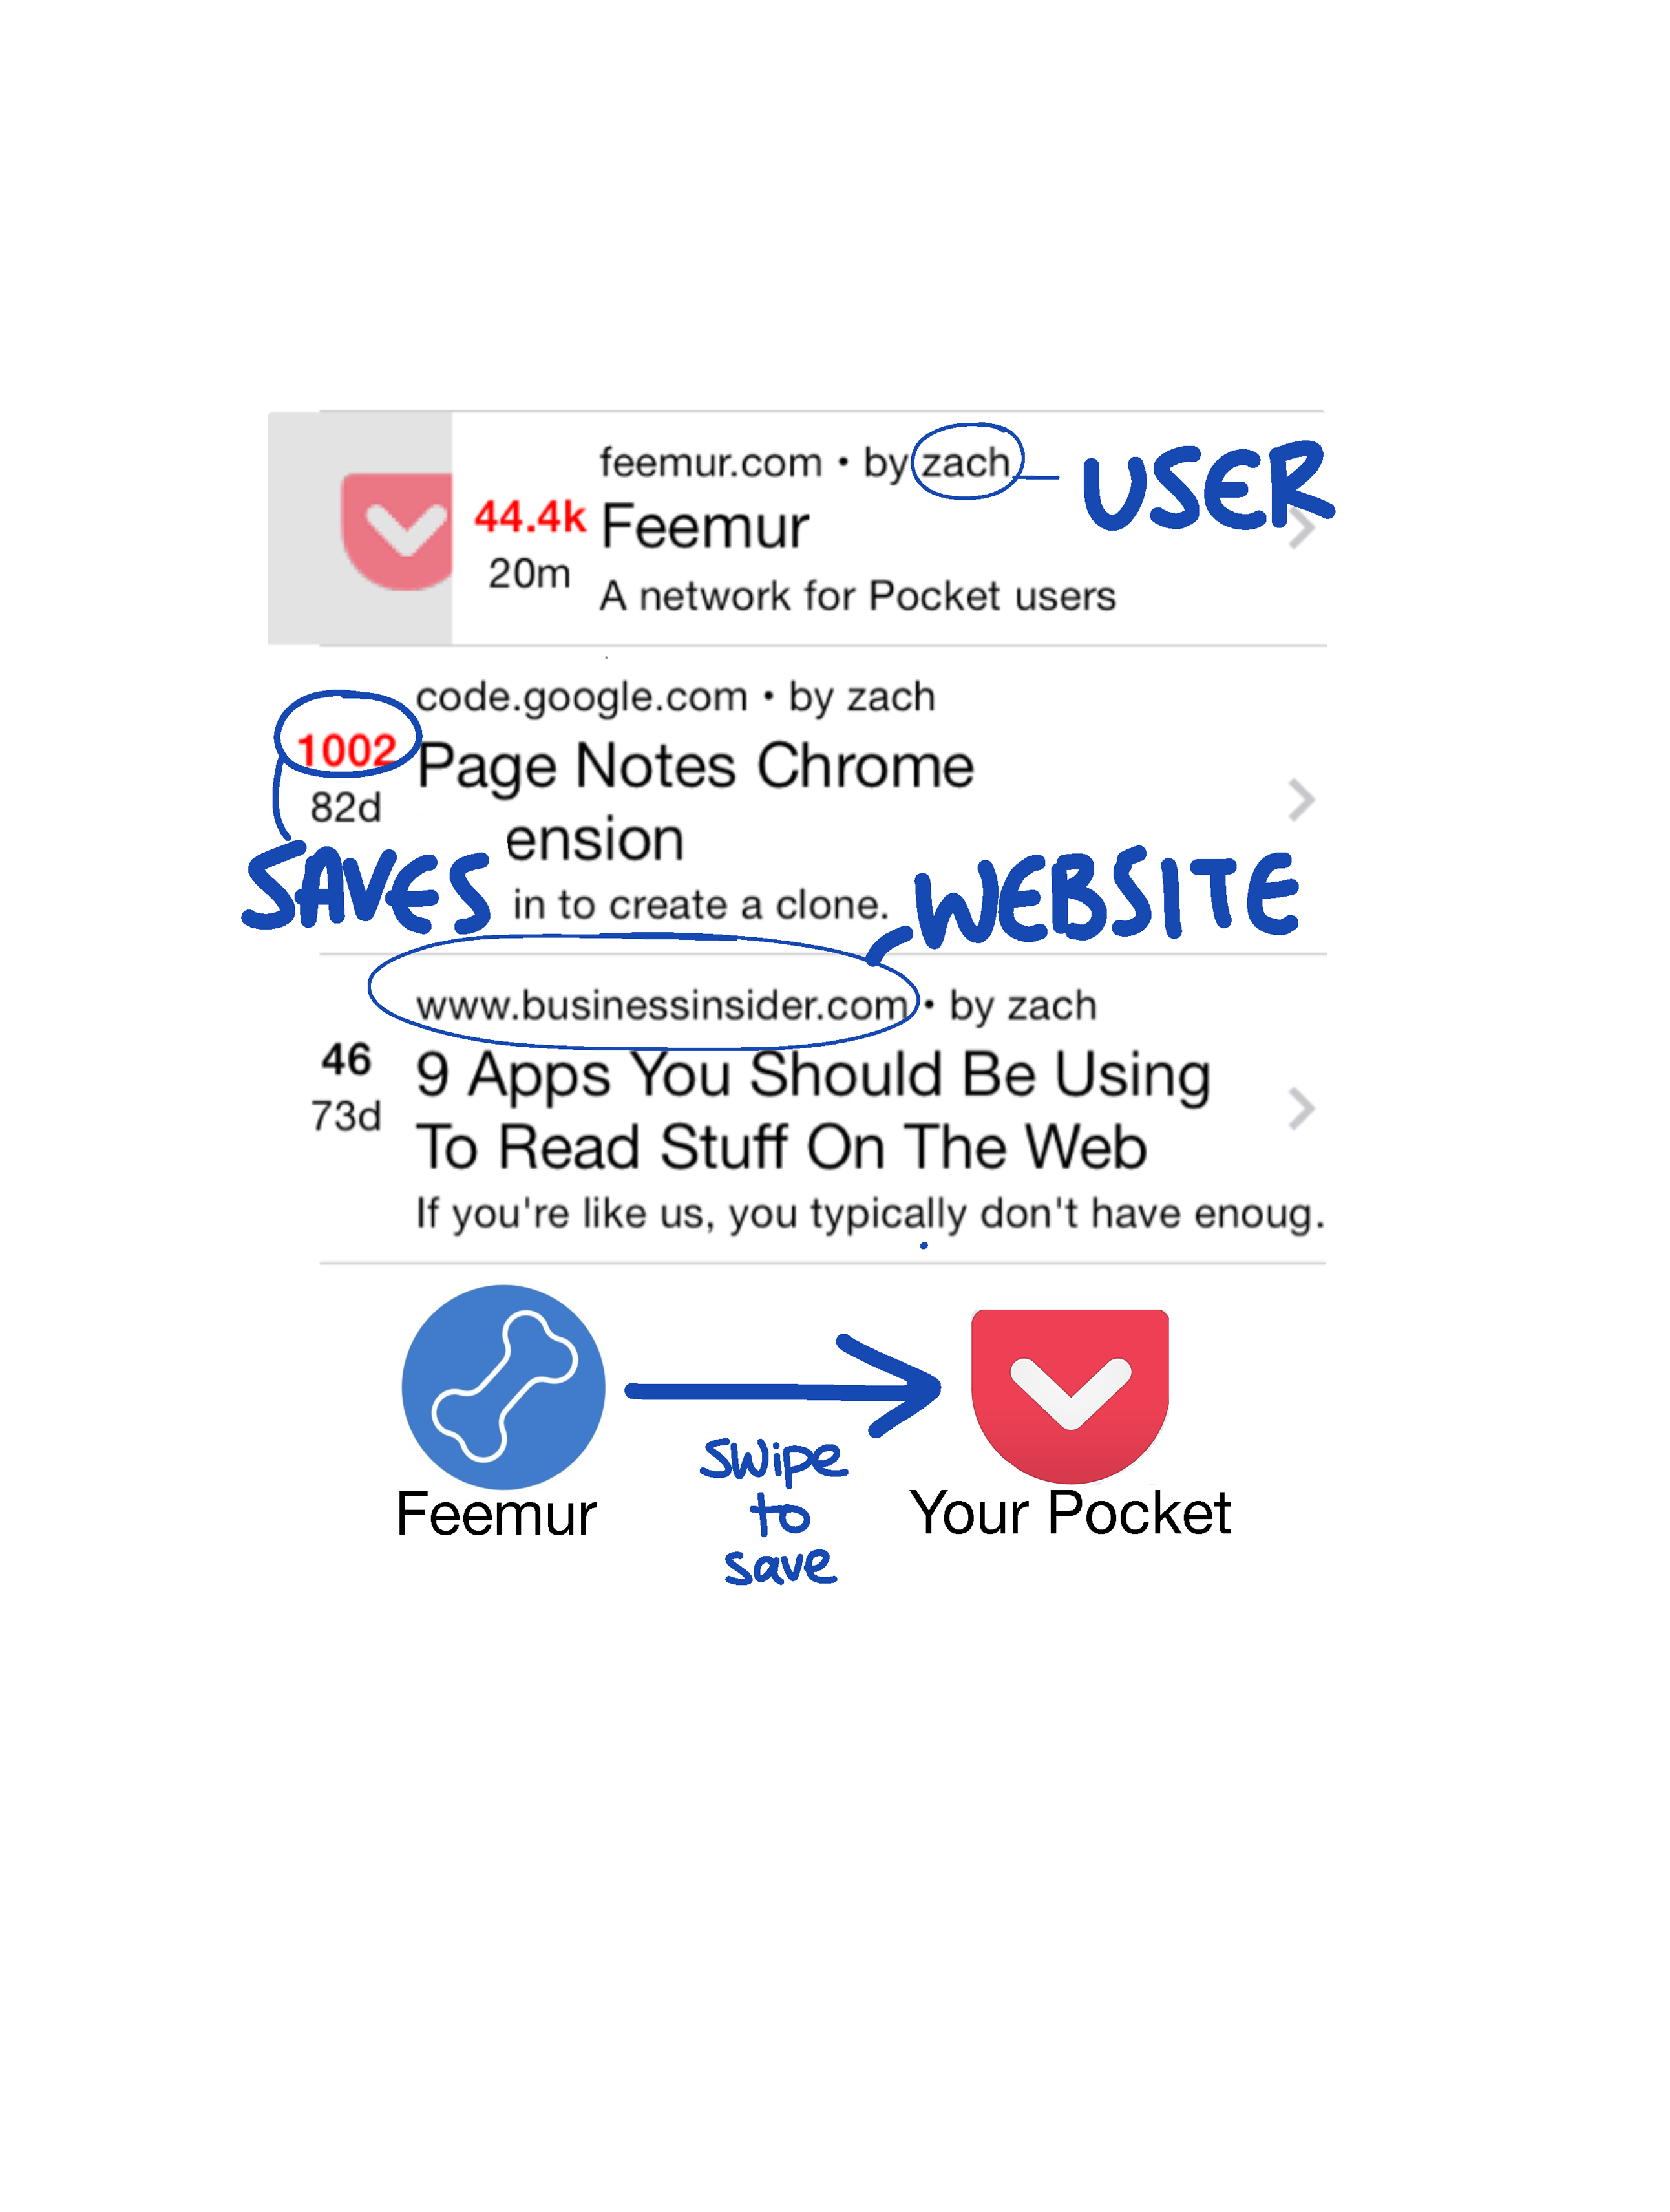 feemur.com • by zach
USER
44.4k
Feemur
20m
A network for Pocket users
code.google.com • by zach
1002
Page Notes Chrome
82d
ension
SAVES
in to create a clone.
WEBSITE
www.businessinsider.com • by zach
46
9 Apps You Should Be Using
73d
To Read Stuff On The Web
If you're like us, you typically don't have enoug.
Feemur
swipe
to
save
Your Pocket